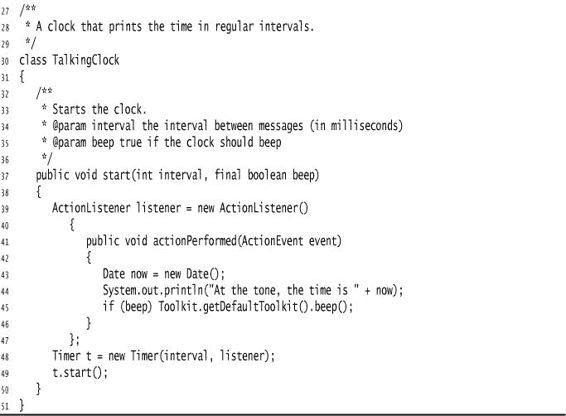 27 /**
28  * A clock that prints the time in regular intervals.
29  */
30 class TalkingClock
31 {
32    /**
33     * Starts the clock.
34     * @param interval the interval between messages (in milliseconds)
35     * @param beep true if the clock should beep
36     */
37    public void start(int interval, final boolean beep)
38    {
39       ActionListener listener = new ActionListener()
40          {
41             public void actionPerformed(ActionEvent event)
42             {
43                Date now = new Date();
44                System.out.println("At the tone, the time is " + now);
45                if (beep) Toolkit.getDefaultToolkit().beep();
46             }
47          };
48       Timer t = new Timer(interval, listener);
49       t.start();
50    }
51 }